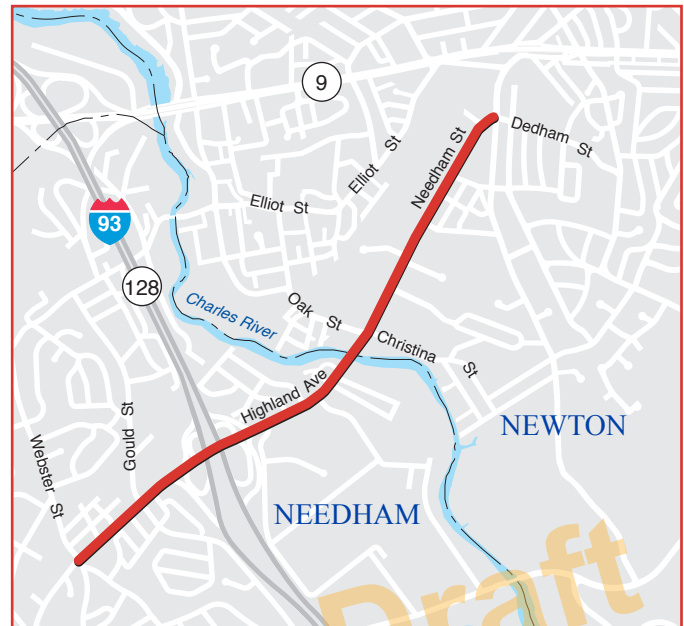 9
Dedham St
Needham St
Elliot St
Elliot St
93
128
Charles River
Oak St
Christina St
Highland Ave
Gould St
Webster St
NEWTON
NEEDHAM
Draft